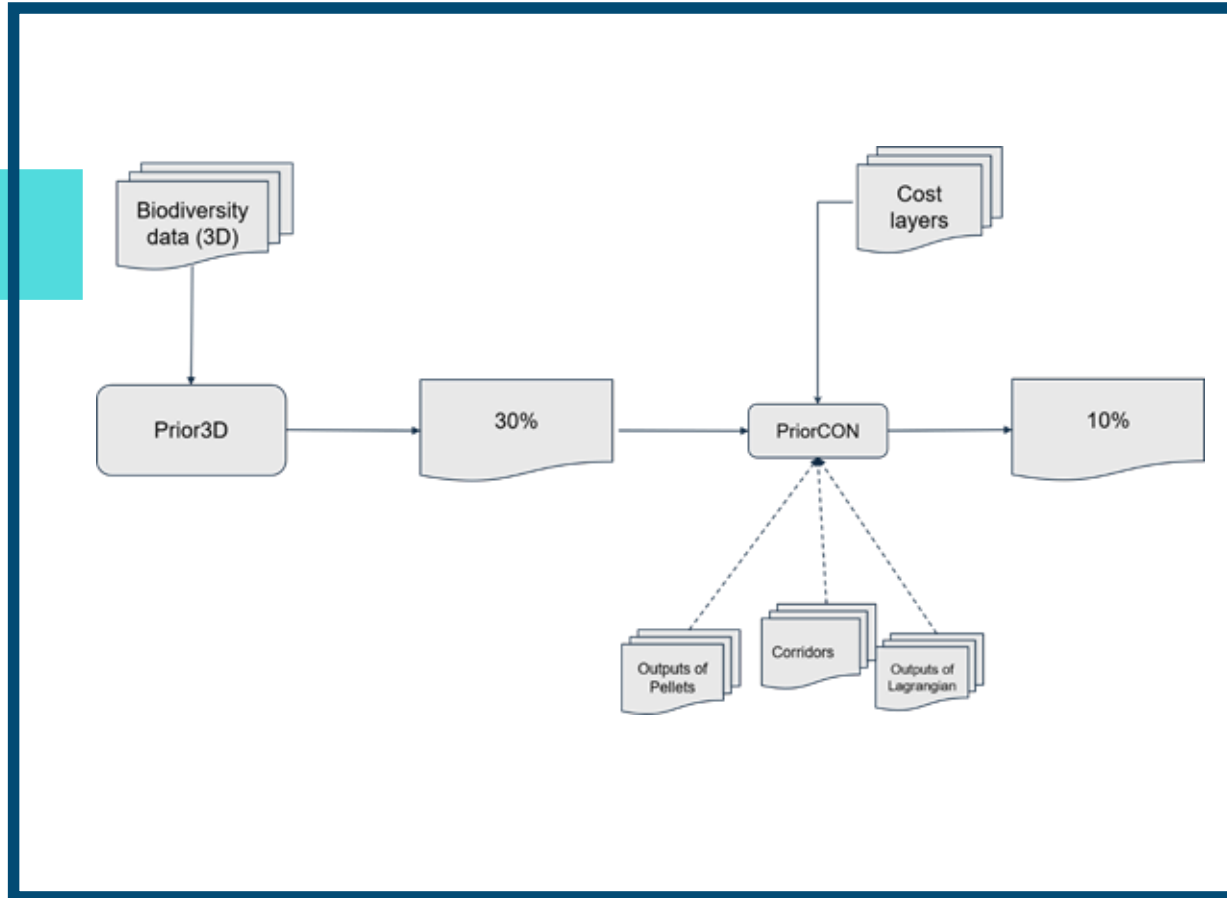 Biodiversity
data (3D)
Cost
layers
Prior3D
30%
PriorCON
10%
Outputs of
Pellets
Corridors
Outputs of
Lagrangian